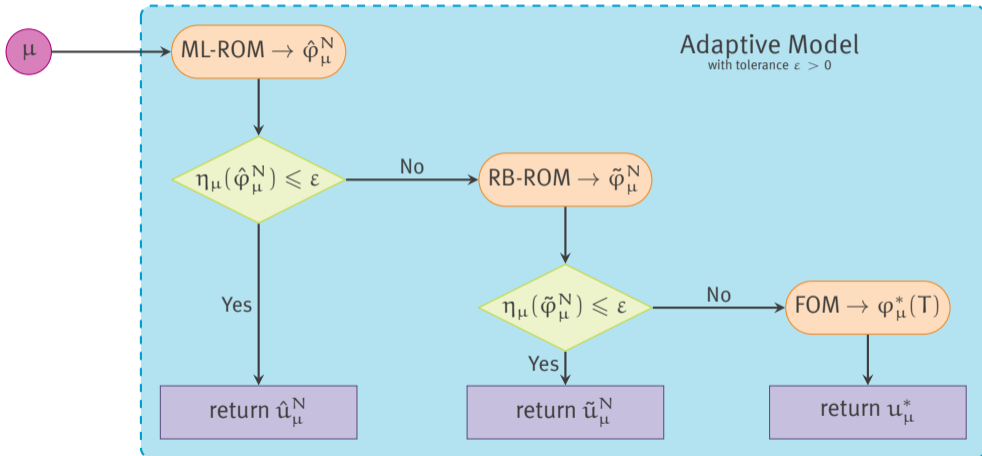 μ
ML-ROM → φ̂_μ^N
Adaptive Model
with tolerance ε > 0
η_μ(φ̂_μ^N) ⩽ ε
No
RB-ROM → φ̃_μ^N
Yes
η_μ(φ̃_μ^N) ⩽ ε
No
FOM → φ_μ^*(T)
Yes
return û_μ^N
return ũ_μ^N
return u_μ^*